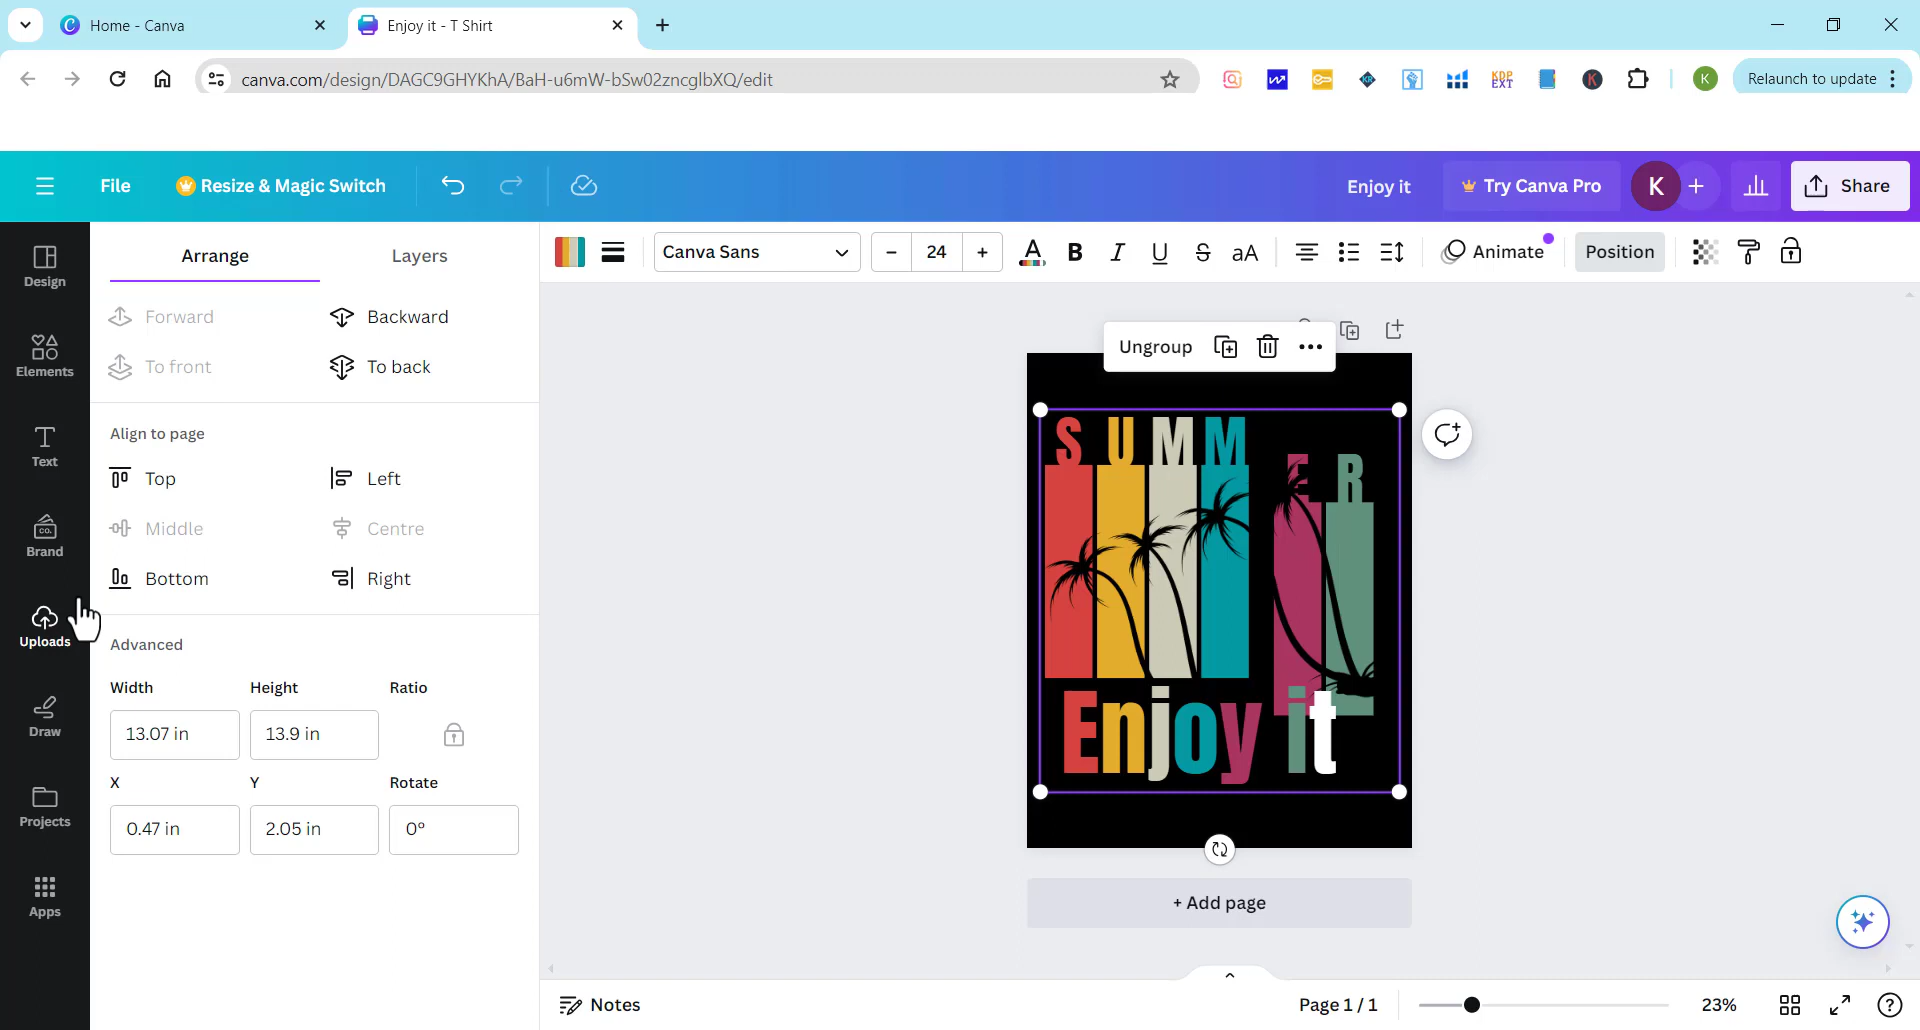 Home - Canva
Enjoy it - T Shirt
canva.com/design/DAGC9GHYKhA/BaH-u6mW-bSw02zncglbXQ/edit
KDP
EXT
K
K
Relaunch to update
File
Resize & Magic Switch
Enjoy it
Try Canva Pro
K
Share
Design
Elements
Text
Brand
Uploads
Draw
Projects
Apps
Arrange
Layers
Forward
Backward
To front
To back
Align to page
Top
Left
Middle
Centre
Bottom
Right
Advanced
Width
Height
Ratio
13.07 in
13.9 in
X
Y
Rotate
0.47 in
2.05 in
0°
Canva Sans
24
A
B
I
U
S
aA
Animate
Position
Ungroup
SUMMER
Enjoy it
+ Add page
Notes
Page 1 / 1
23%